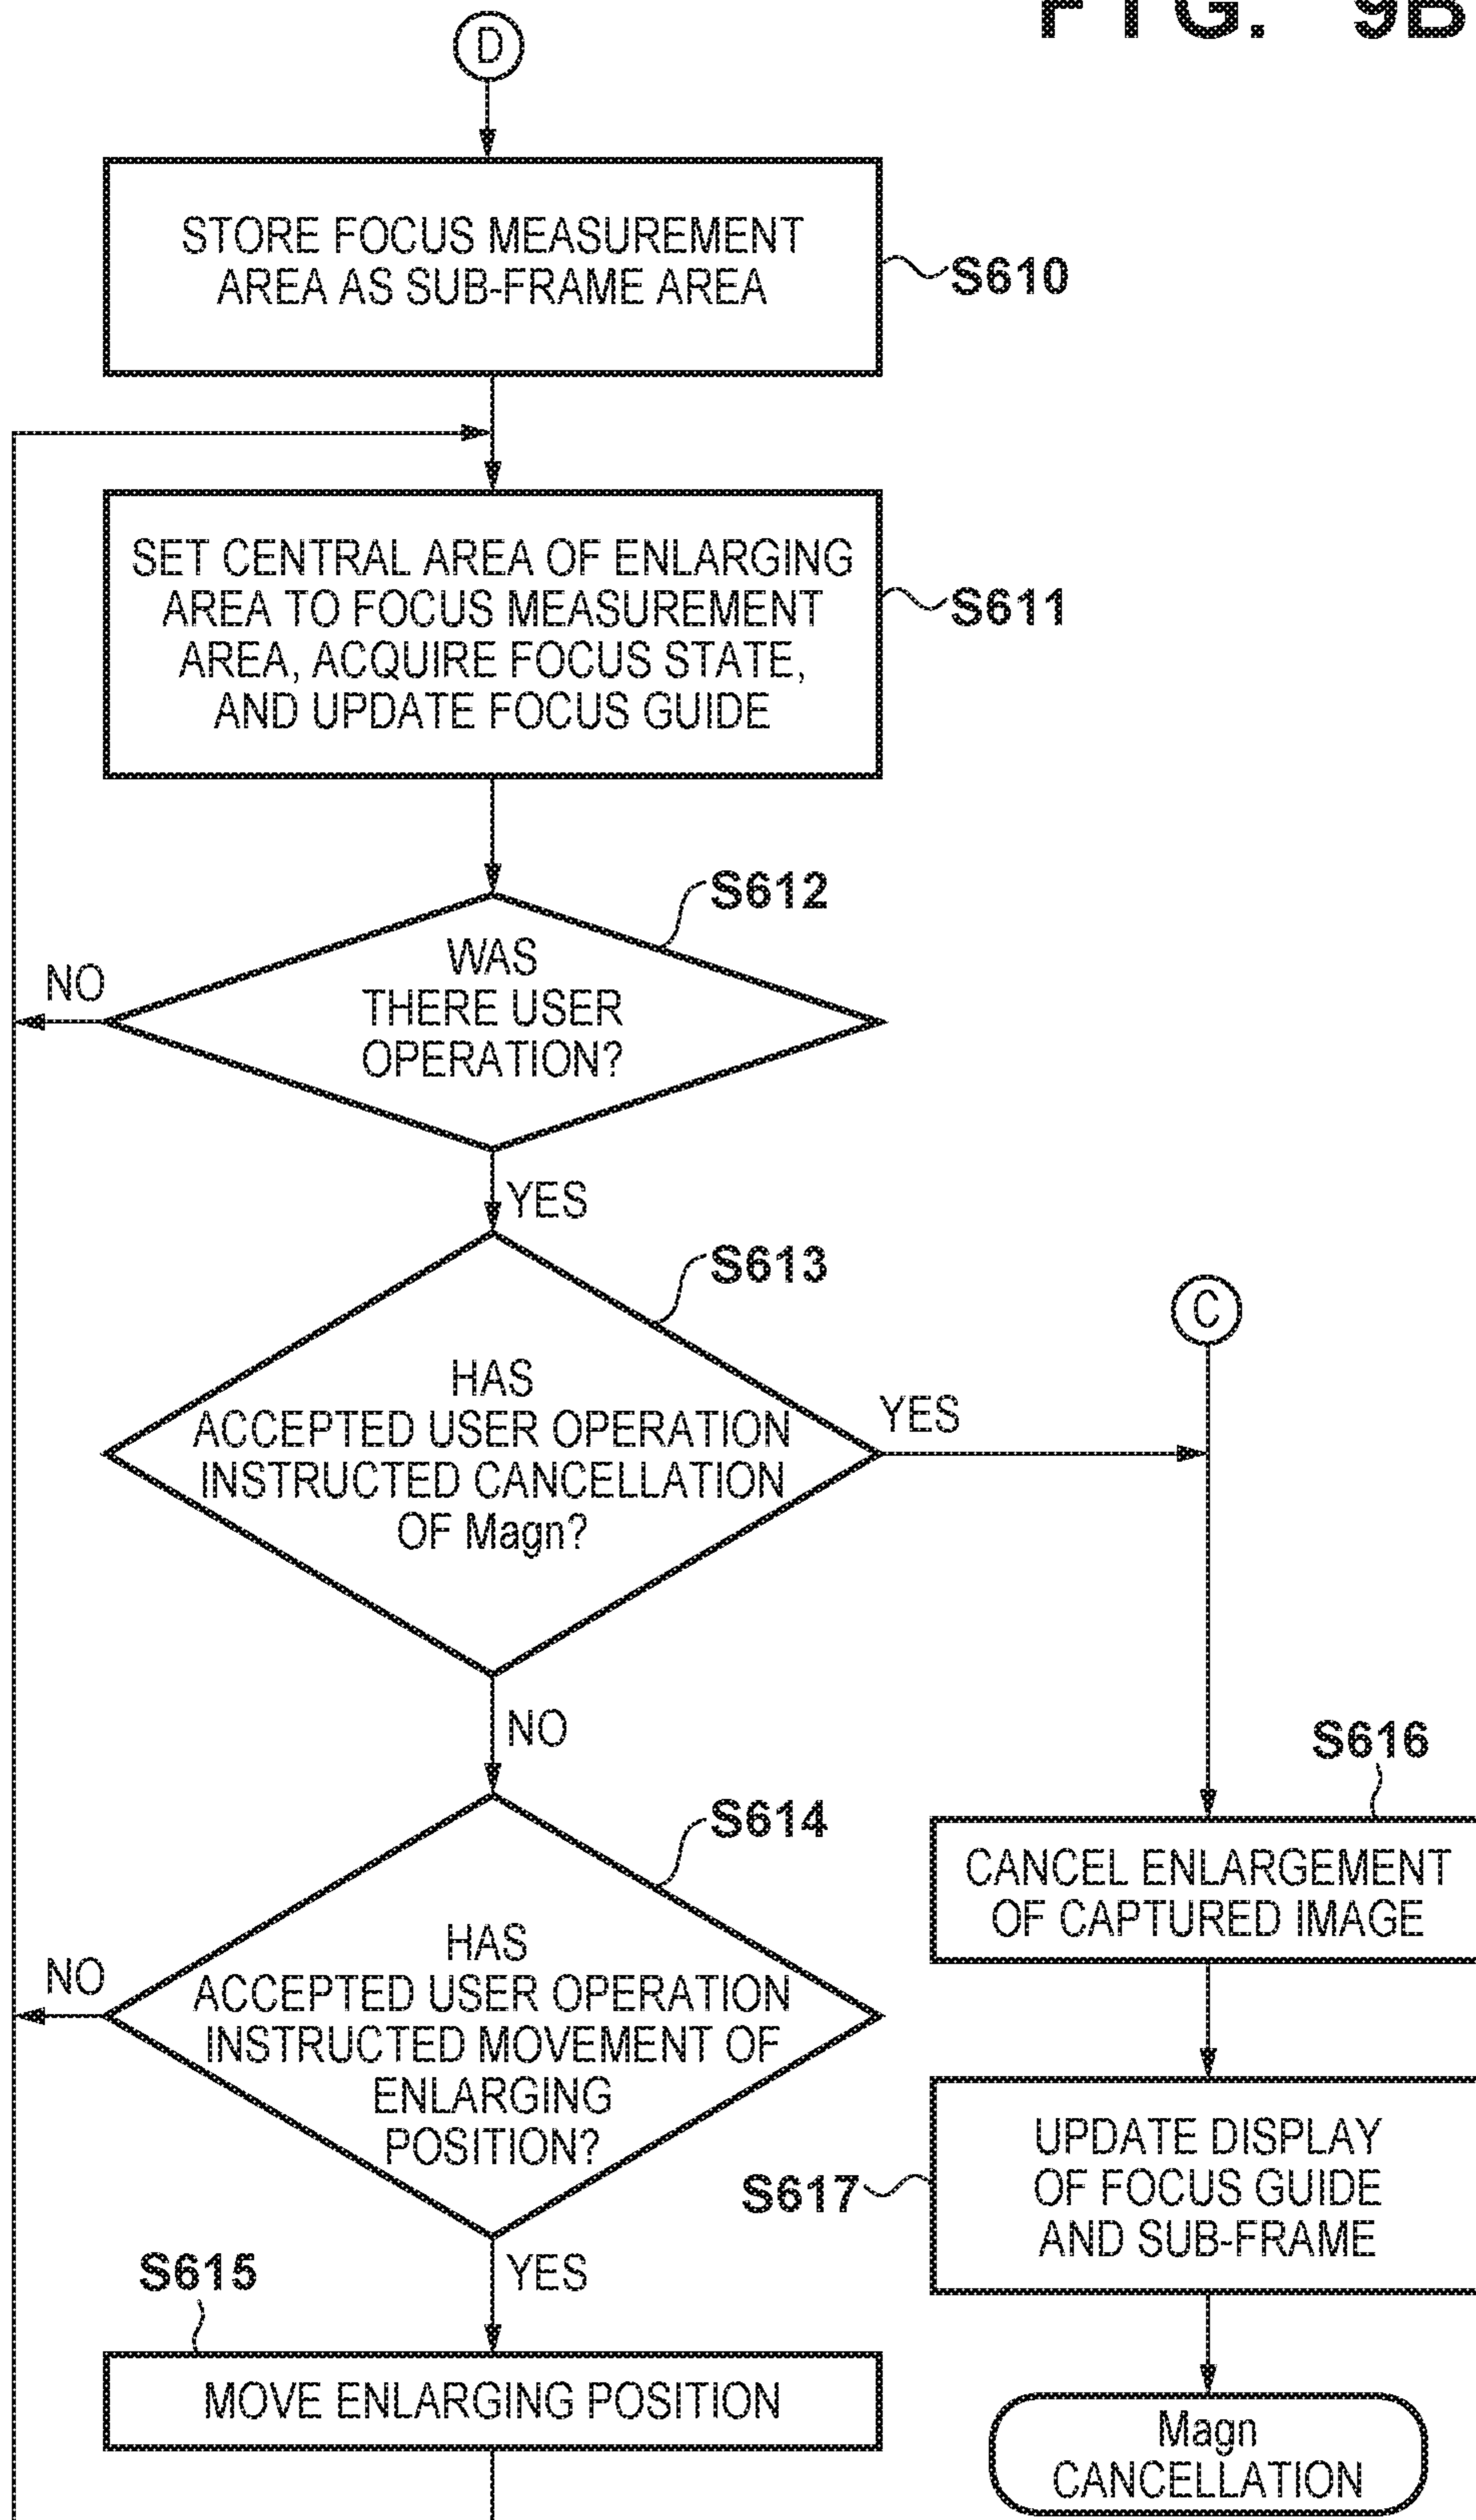 FIG. 9B
D
STORE FOCUS MEASUREMENT
AREA AS SUB-FRAME AREA
S610
SET CENTRAL AREA OF ENLARGING
AREA TO FOCUS MEASUREMENT
AREA, ACQUIRE FOCUS STATE,
AND UPDATE FOCUS GUIDE
S611
S612
WAS
THERE USER
OPERATION?
NO
YES
S613
HAS
ACCEPTED USER OPERATION
INSTRUCTED CANCELLATION
OF Magn?
YES
C
NO
S614
HAS
ACCEPTED USER OPERATION
INSTRUCTED MOVEMENT OF
ENLARGING
POSITION?
NO
YES
S615
MOVE ENLARGING POSITION
S616
CANCEL ENLARGEMENT
OF CAPTURED IMAGE
S617
UPDATE DISPLAY
OF FOCUS GUIDE
AND SUB-FRAME
Magn
CANCELLATION